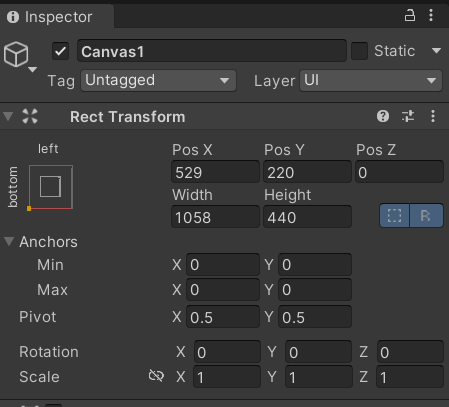 Inspector
Canvas1 Static
Tag Untagged Layer UI
Rect Transform
left
bottom
Pos X Pos Y Pos Z
529 220 0
Width Height
1058 440
R
Anchors
Min X 0 Y 0
Max X 0 Y 0
Pivot X 0.5 Y 0.5
Rotation X 0 Y 0 Z 0
Scale X 1 Y 1 Z 1